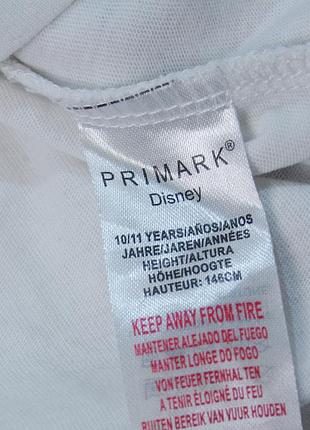 PRIMARK®
Disney
10/11 YEARS/AÑOS/ANOS
JAHRE/JAREN/ANNÉES
HEIGHT/ALTURA
HÖHE/HOOGTE
HAUTEUR: 146CM
KEEP AWAY FROM FIRE
MANTENER ALEJADO DEL FUEGO
MANTER LONGE DO FOGO
VON FEUER FERNHALTEN
A TENIR ÉLOIGNÉ DU FEU
BUITEN BEREIK VAN VUUR HOUDEN